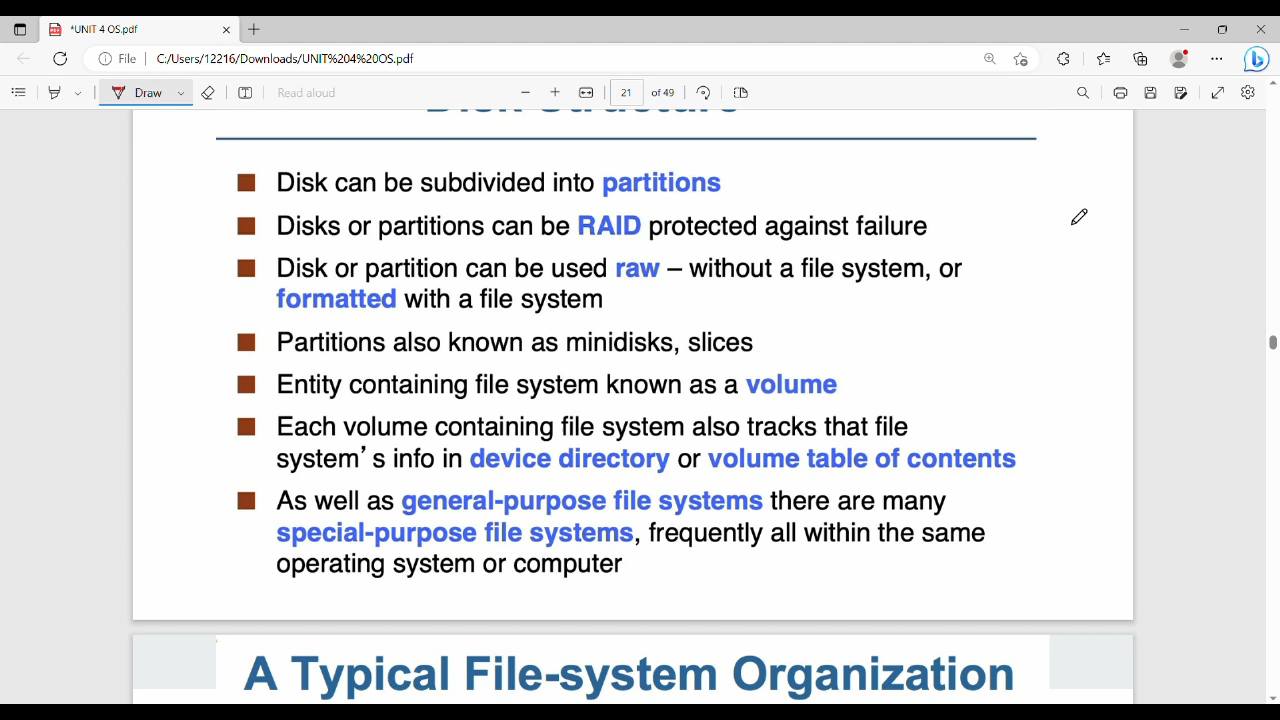 *UNIT 4 OS.pdf
File
C:/Users/12216/Downloads/UNIT%204%20OS.pdf
Draw
Read aloud
21
of 49
Disk Structure
Disk can be subdivided into partitions
Disks or partitions can be RAID protected against failure
Disk or partition can be used raw – without a file system, or
formatted with a file system
Partitions also known as minidisks, slices
Entity containing file system known as a volume
Each volume containing file system also tracks that file
system's info in device directory or volume table of contents
As well as general-purpose file systems there are many
special-purpose file systems, frequently all within the same
operating system or computer
A Typical File-system Organization